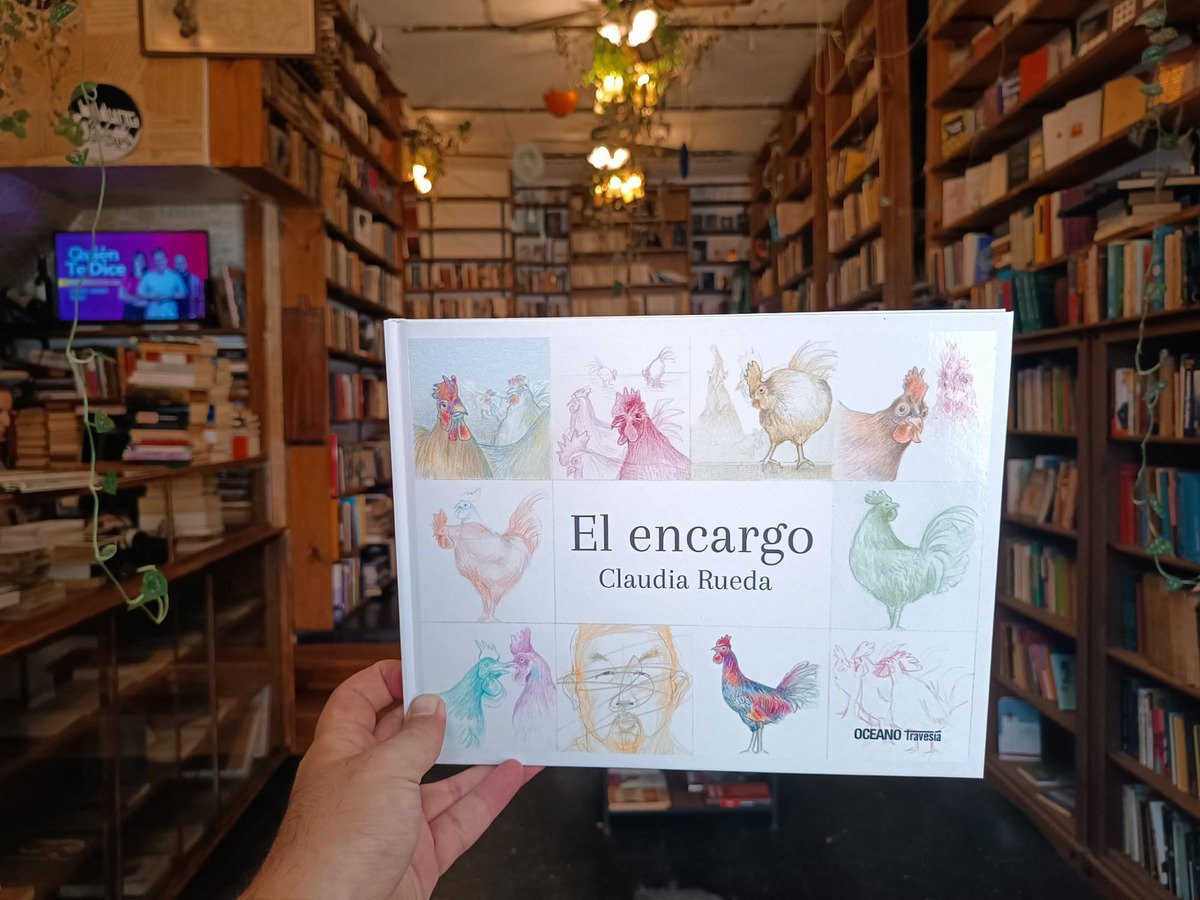 Quién
Te Dice
El encargo
Claudia Rueda
OCEANO Travesía